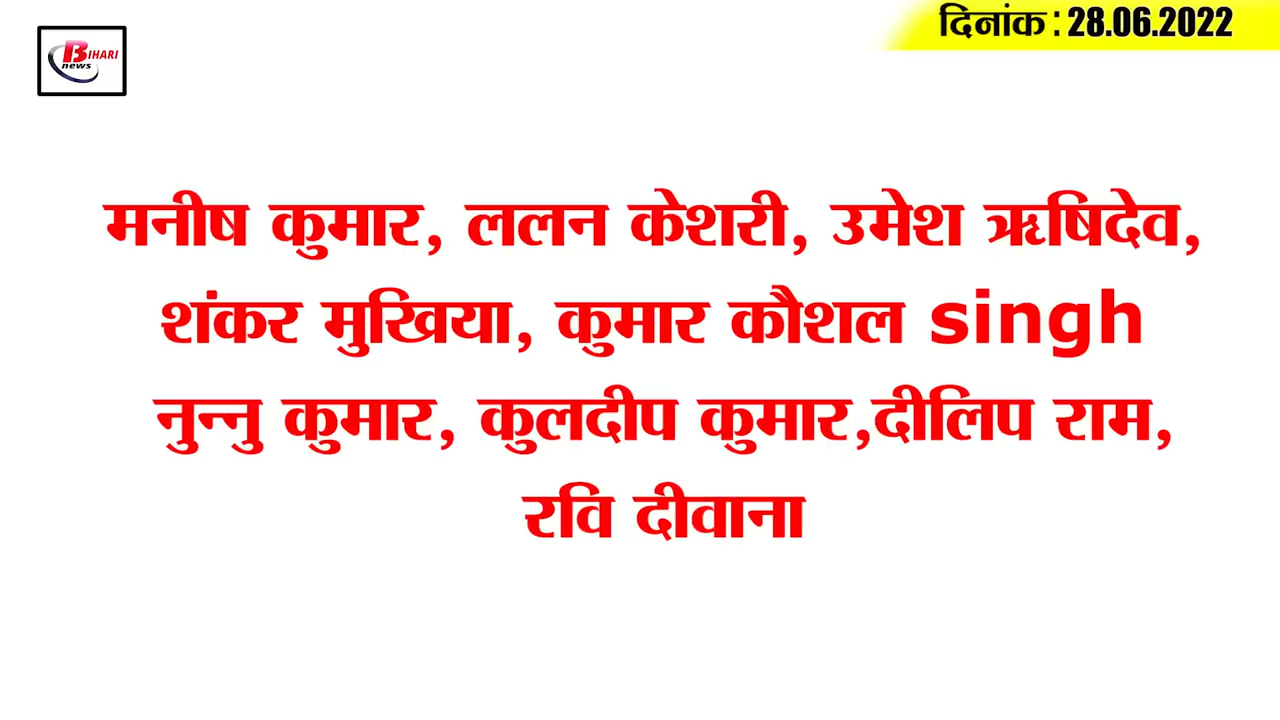 BIHARI
news
दिनांक : 28.06.2022
मनीष कुमार, ललन केशरी, उमेश ऋषिदेव,
शंकर मुखिया, कुमार कौशल singh
नुन्नु कुमार, कुलदीप कुमार,दीलिप राम,
रवि दीवाना